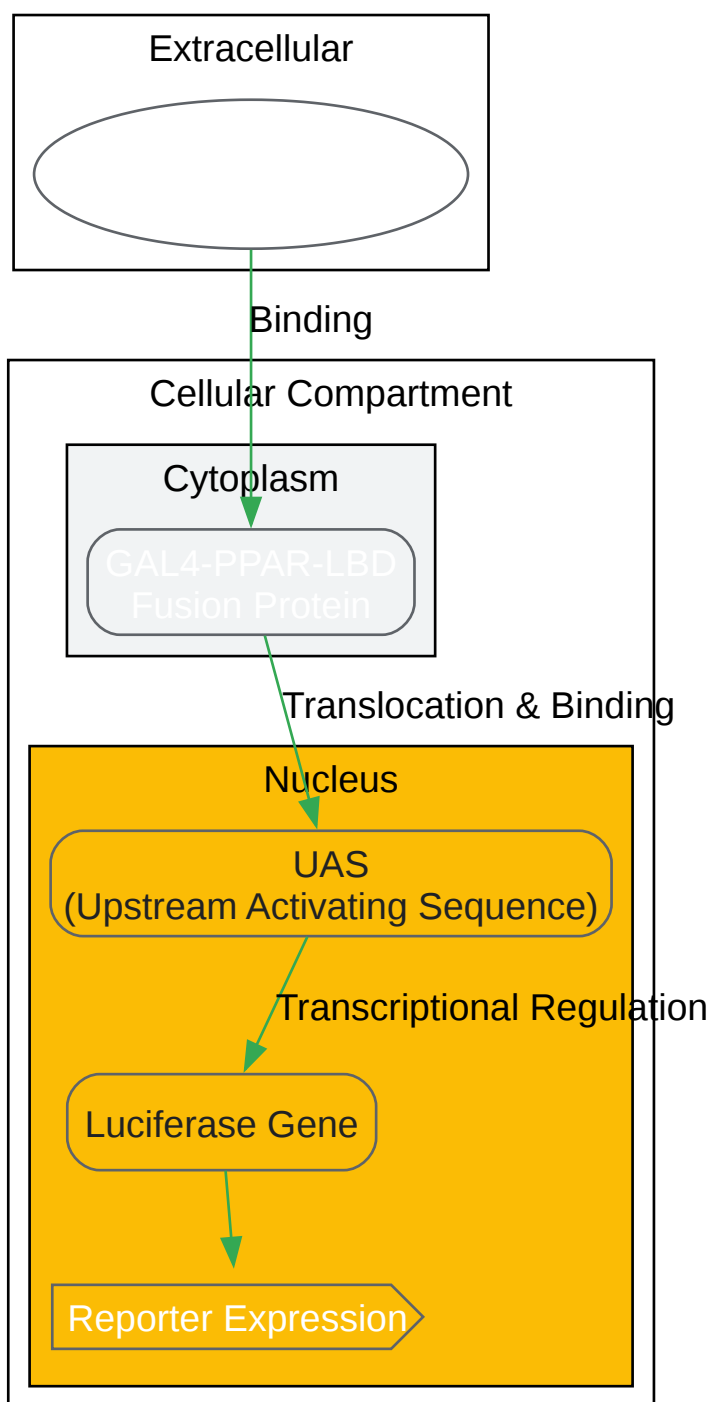 Extracellular
Binding
Cellular Compartment
Cytoplasm
GAL4-PPAR-LBD
Fusion Protein
Translocation & Binding
Nucleus
UAS
(Upstream Activating Sequence)
Transcriptional Regulation
Luciferase Gene
Reporter Expression